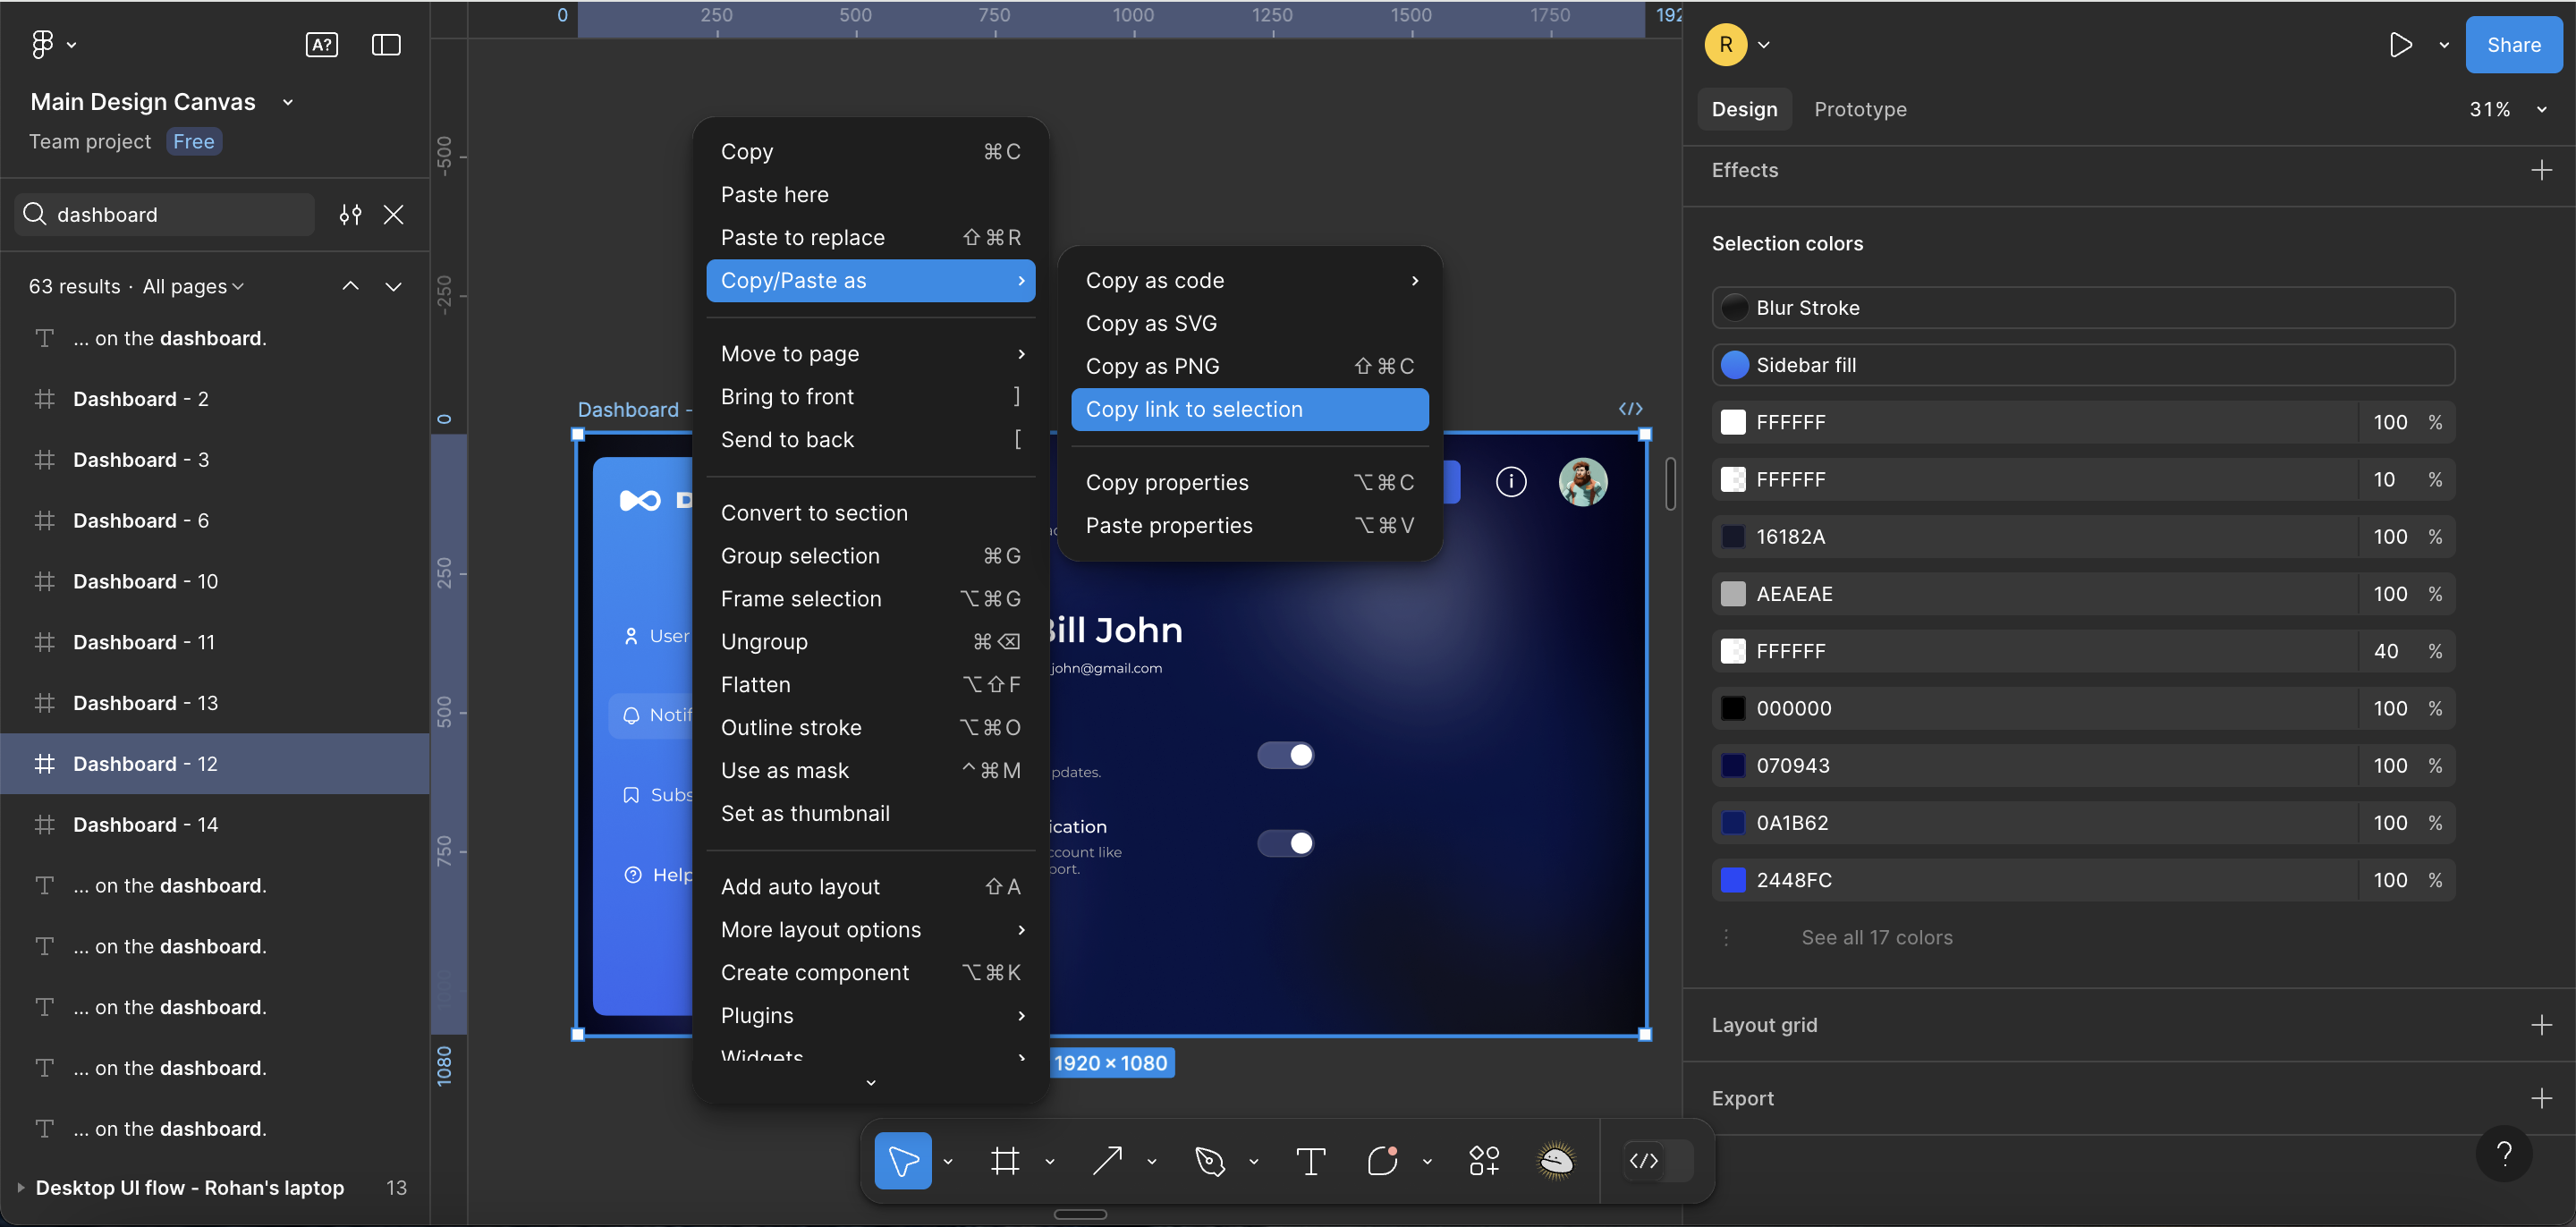 A?
Main Design Canvas
Team project Free
dashboard
63 results · All pages
... on the dashboard.
Dashboard - 2
Dashboard - 3
Dashboard - 6
Dashboard - 10
Dashboard - 11
Dashboard - 13
Dashboard - 12
Dashboard - 14
... on the dashboard.
... on the dashboard.
... on the dashboard.
... on the dashboard.
... on the dashboard.
Desktop UI flow - Rohan's laptop 13
0 250 500 750 1000 1250 1500 1750 192
-500
-250
0
250
500
750
1000
1080
Dashboard -
Copy ⌘C
Paste here
Paste to replace ⇧⌘R
Copy/Paste as
Move to page
Bring to front ]
Send to back [
Convert to section
Group selection ⌘G
Frame selection ⌥⌘G
Ungroup ⌘⌫
Flatten ⌥⇧F
Outline stroke ⌥⌘O
Use as mask ^⌘M
Set as thumbnail
Add auto layout ⇧A
More layout options
Create component ⌥⌘K
Plugins
Widgets
Copy as code
Copy as SVG
Copy as PNG ⇧⌘C
Copy link to selection
Copy properties ⌥⌘C
Paste properties ⌥⌘V
D
User
Notif
Subs
Help
Bill John
john@gmail.com
pdates.
ication
ccount like
port.
1920 × 1080
R
Share
Design Prototype 31%
Effects
Selection colors
Blur Stroke
Sidebar fill
FFFFFF 100 %
FFFFFF 10 %
16182A 100 %
AEAEAE 100 %
FFFFFF 40 %
000000 100 %
070943 100 %
0A1B62 100 %
2448FC 100 %
See all 17 colors
Layout grid
Export
?